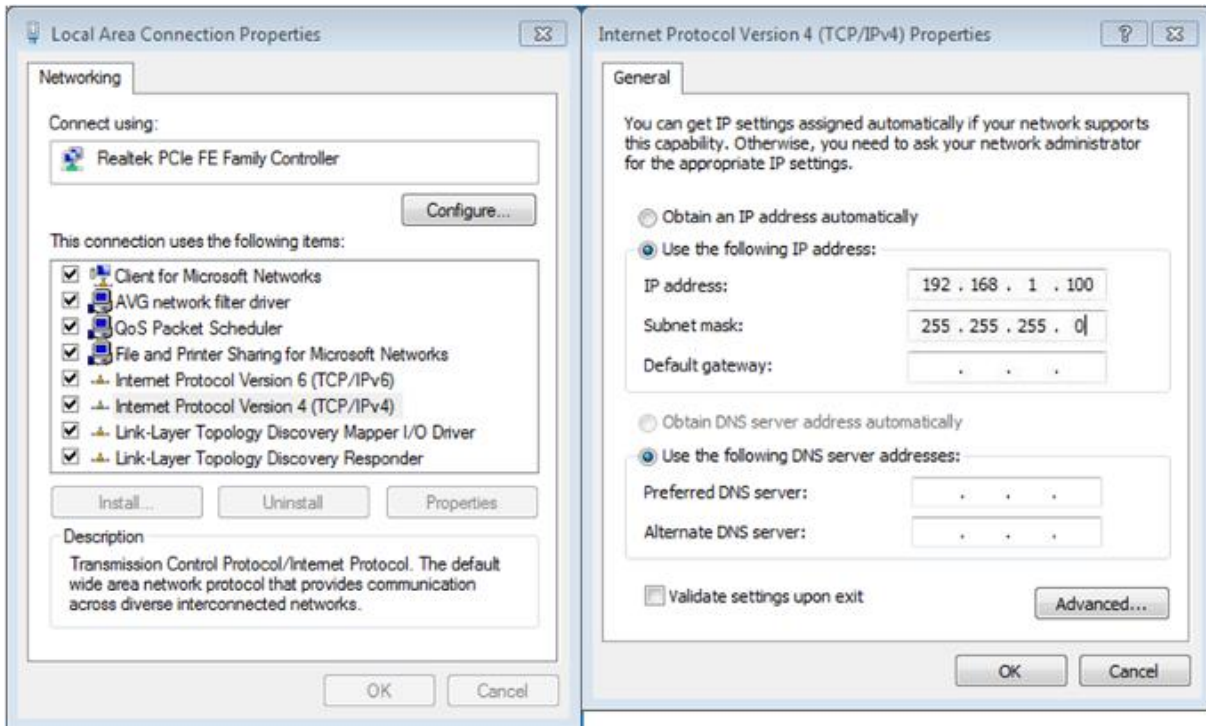 Local Area Connection Properties
Networking
Connect using:
Realtek PCIe FE Family Controller
Configure...
This connection uses the following items:
Client for Microsoft Networks
AVG network filter driver
QoS Packet Scheduler
File and Printer Sharing for Microsoft Networks
Internet Protocol Version 6 (TCP/IPv6)
Internet Protocol Version 4 (TCP/IPv4)
Link-Layer Topology Discovery Mapper I/O Driver
Link-Layer Topology Discovery Responder
Install...
Uninstall
Properties
Description
Transmission Control Protocol/Internet Protocol. The default
wide area network protocol that provides communication
across diverse interconnected networks.
OK
Cancel
Internet Protocol Version 4 (TCP/IPv4) Properties
?
General
You can get IP settings assigned automatically if your network supports
this capability. Otherwise, you need to ask your network administrator
for the appropriate IP settings.
Obtain an IP address automatically
Use the following IP address:
IP address: 192 . 168 . 1 . 100
Subnet mask: 255 . 255 . 255 . 0
Default gateway: . . .
Obtain DNS server address automatically
Use the following DNS server addresses:
Preferred DNS server: . . .
Alternate DNS server: . . .
Validate settings upon exit
Advanced...
OK
Cancel